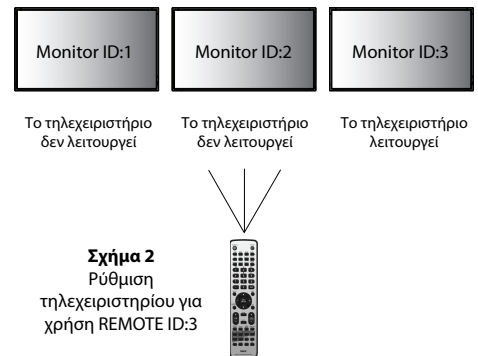 Monitor ID:1
Monitor ID:2
Monitor ID:3
Το τηλεχειριστήριο
δεν λειτουργεί
Το τηλεχειριστήριο
δεν λειτουργεί
Το τηλεχειριστήριο
λειτουργεί
Σχήμα 2
Ρύθμιση
τηλεχειριστηρίου για
χρήση REMOTE ID:3